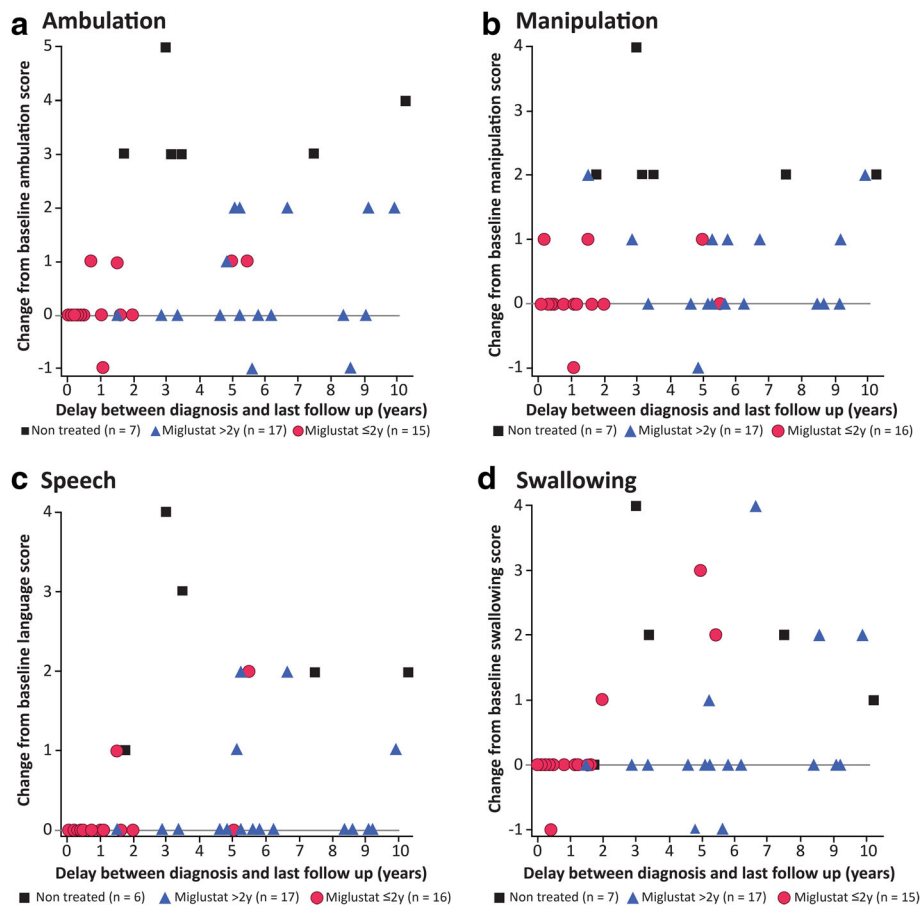 a Ambulation
Change from baseline ambulation score
5
4
3
2
1
0
-1
0 1 2 3 4 5 6 7 8 9 10
Delay between diagnosis and last follow up (years)
Non treated (n = 7) Miglustat >2y (n = 17) Miglustat ≤2y (n = 15)
b Manipulation
Change from baseline manipulation score
4
3
2
1
0
-1
0 1 2 3 4 5 6 7 8 9 10
Delay between diagnosis and last follow up (years)
Non treated (n = 7) Miglustat >2y (n = 17) Miglustat ≤2y (n = 16)
c Speech
Change from baseline language score
4
3
2
1
0
0 1 2 3 4 5 6 7 8 9 10
Delay between diagnosis and last follow up (years)
Non treated (n = 6) Miglustat >2y (n = 17) Miglustat ≤2y (n = 16)
d Swallowing
Change from baseline swallowing score
4
3
2
1
0
-1
0 1 2 3 4 5 6 7 8 9 10
Delay between diagnosis and last follow up (years)
Non treated (n = 7) Miglustat >2y (n = 17) Miglustat ≤2y (n = 15)